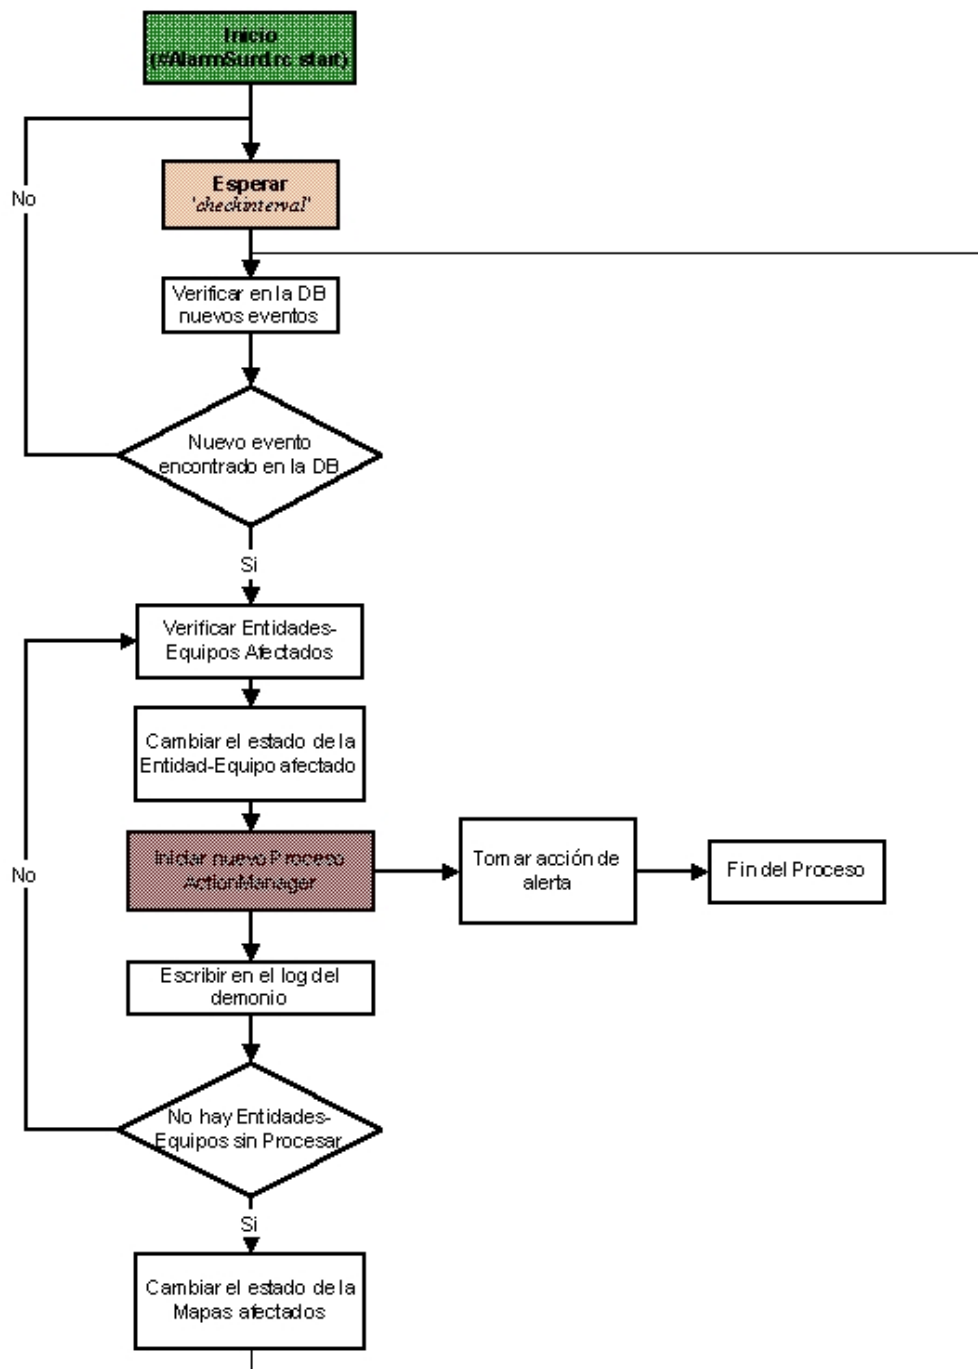 Inicio
(#AlarmSurd.rc start)
Esperar
'checkinterval'
No
Verificar en la DB
nuevos eventos
Nuevo evento
encontrado en la DB
Si
Verificar Entidades-
Equipos Afectados
Cambiar el estado de la
Entidad-Equipo afectado
No
Iniciar nuevo Proceso
ActionManager
Tomar acción de
alerta
Fin del Proceso
Escribir en el log del
demonio
No hay Entidades-
Equipos sin Procesar
Si
Cambiar el estado de la
Mapas afectados